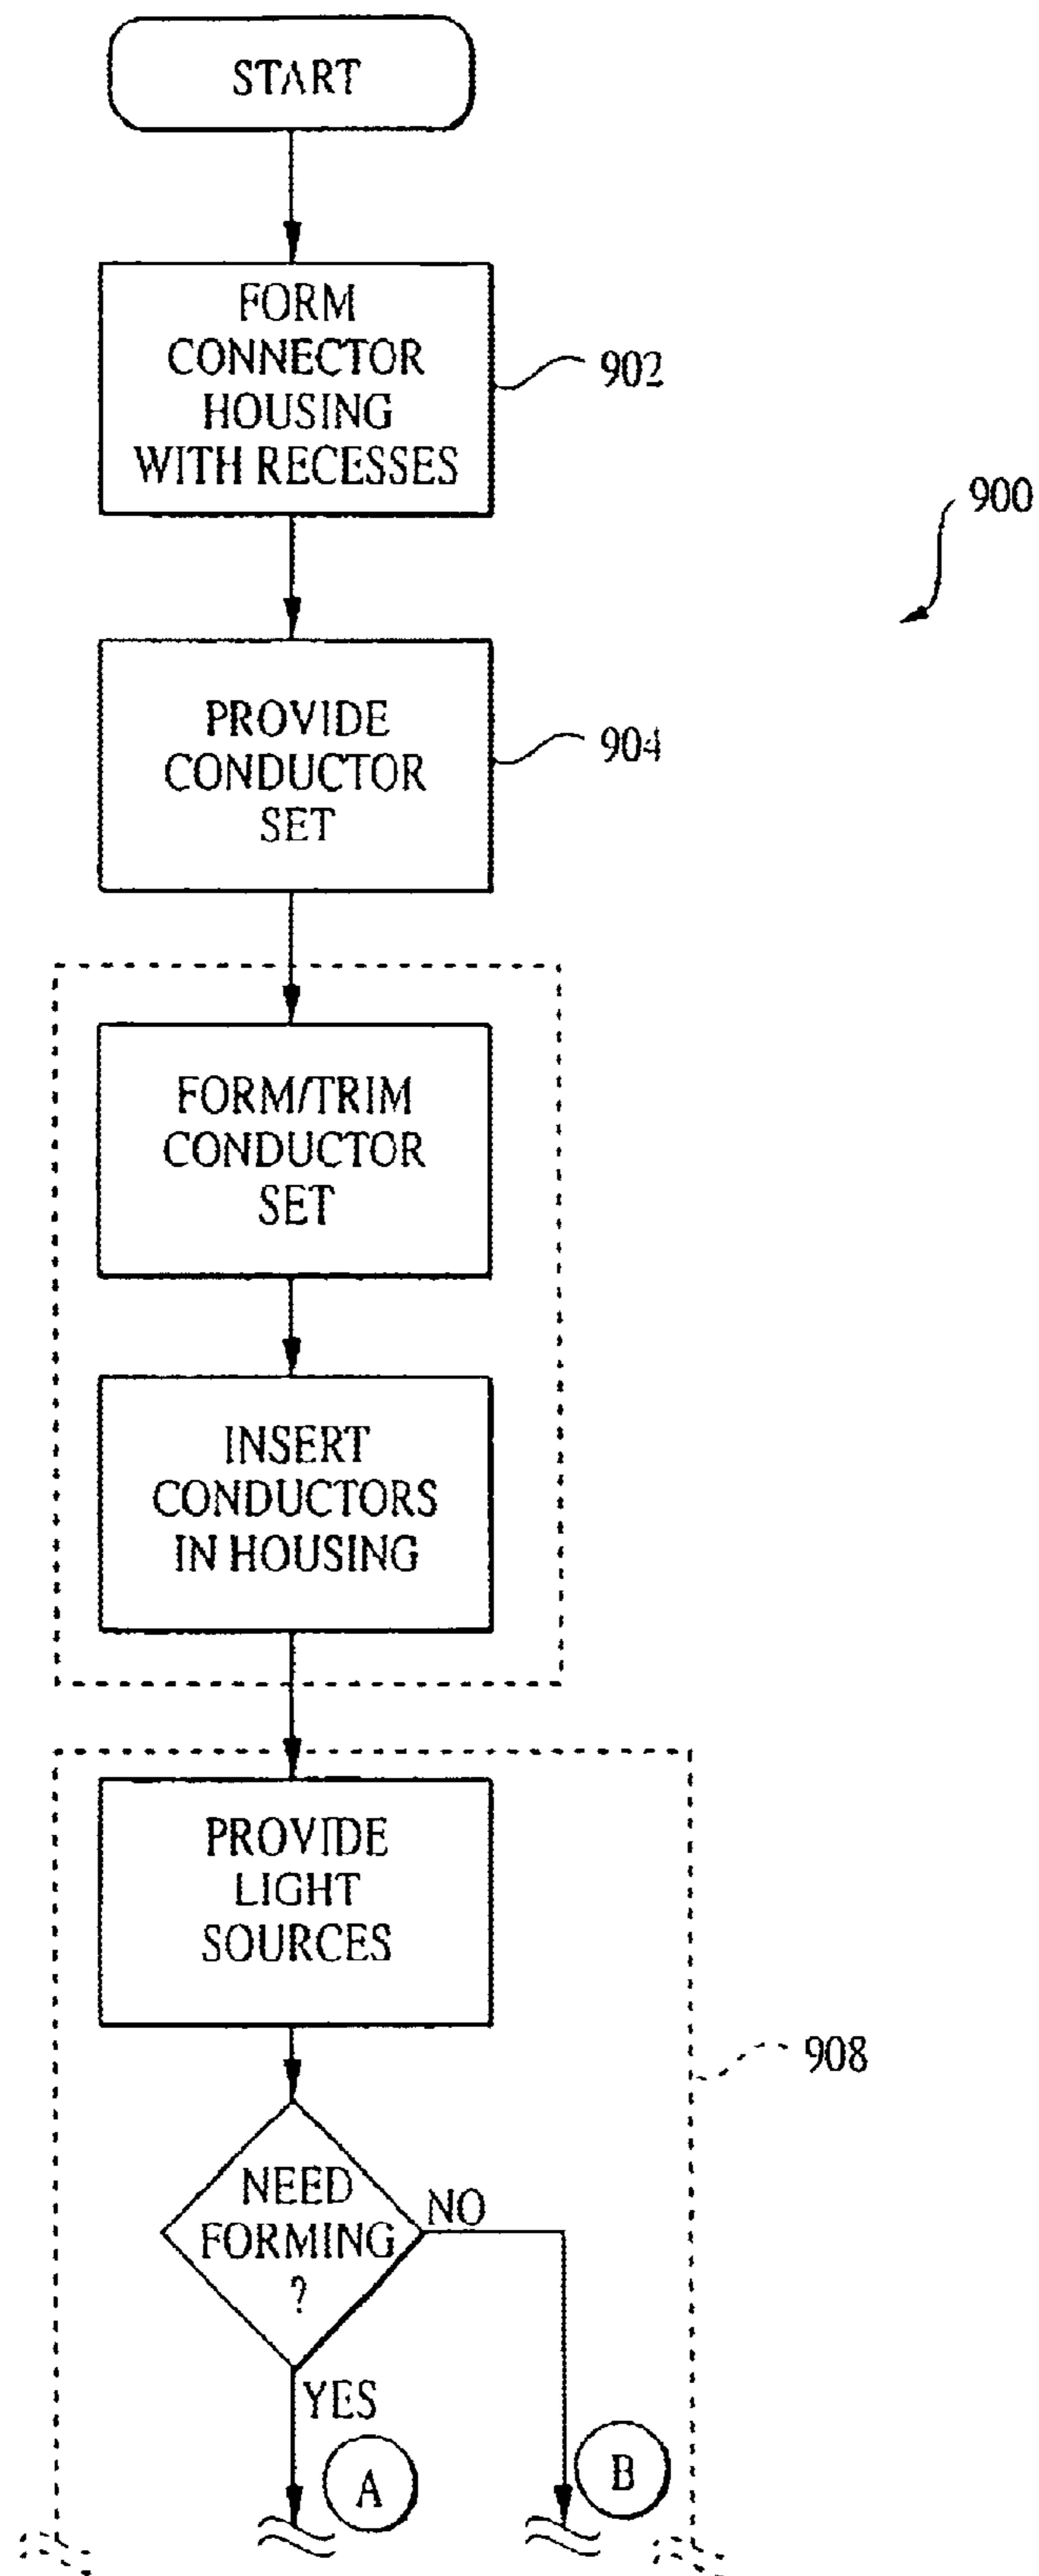 START
FORM
CONNECTOR
HOUSING
WITH RECESSES
902
900
PROVIDE
CONDUCTOR
SET
904
FORM/TRIM
CONDUCTOR
SET
INSERT
CONDUCTORS
IN HOUSING
PROVIDE
LIGHT
SOURCES
908
NEED
FORMING
?
NO
YES
A
B